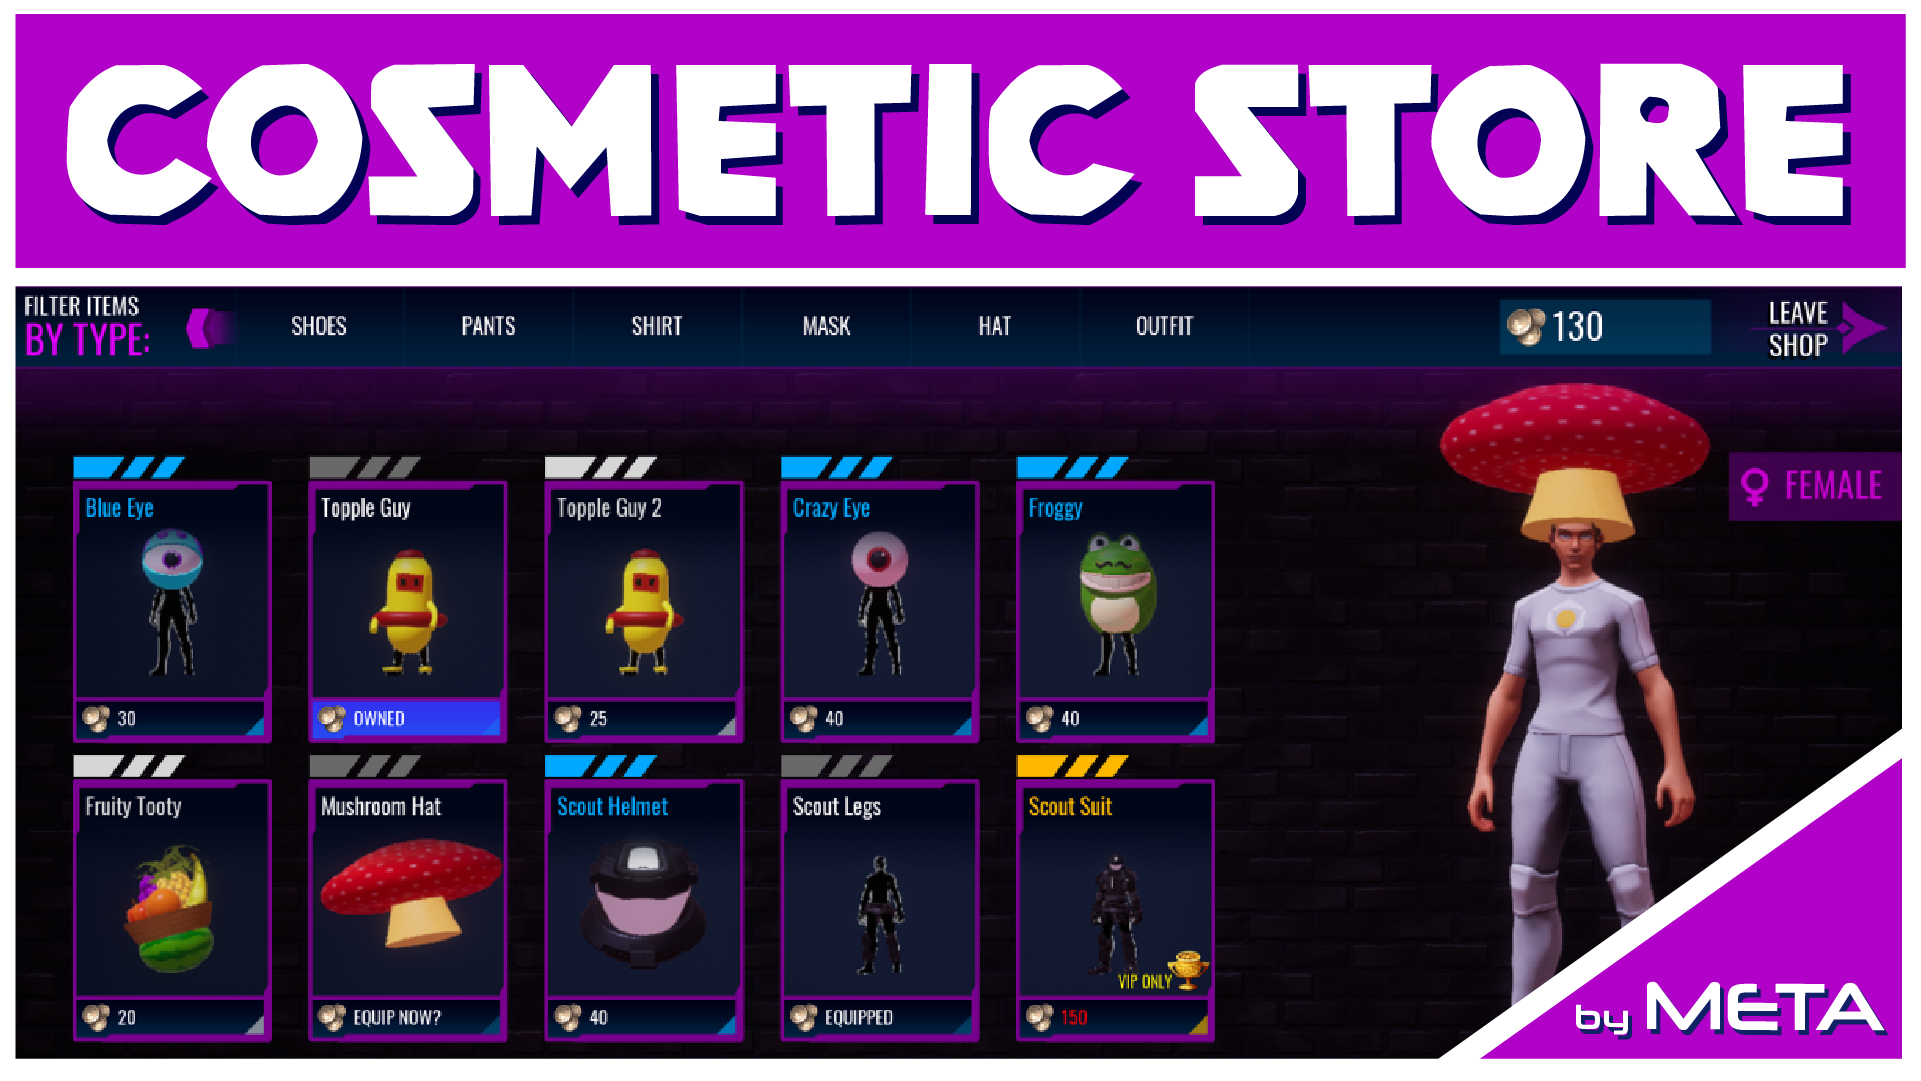 COSMETIC STORE
FILTER ITEMS
BY TYPE:
SHOES
PANTS
SHIRT
MASK
HAT
OUTFIT
130
LEAVE
SHOP
FEMALE
Blue Eye
Topple Guy
Topple Guy 2
Crazy Eye
Froggy
30
OWNED
25
40
40
Fruity Tooty
Mushroom Hat
Scout Helmet
Scout Legs
Scout Suit
VIP ONLY
20
EQUIP NOW?
40
EQUIPPED
150
by META